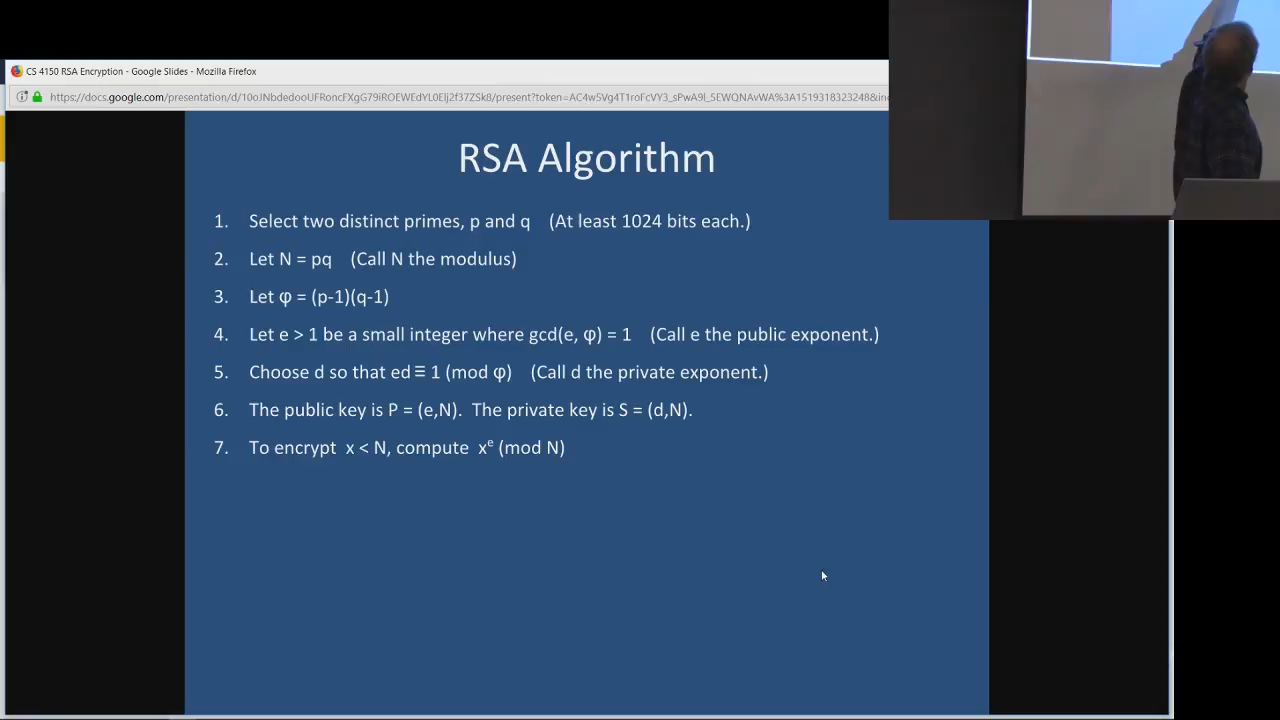 CS 4150 RSA Encryption - Google Slides - Mozilla Firefox
RSA Algorithm
1. Select two distinct primes, p and q (At least 1024 bits each.)
2. Let N = pq (Call N the modulus)
3. Let φ = (p-1)(q-1)
4. Let e > 1 be a small integer where gcd(e, φ) = 1 (Call e the public exponent.)
5. Choose d so that ed ≡ 1 (mod φ) (Call d the private exponent.)
6. The public key is P = (e,N). The private key is S = (d,N).
7. To encrypt x < N, compute xᵉ (mod N)